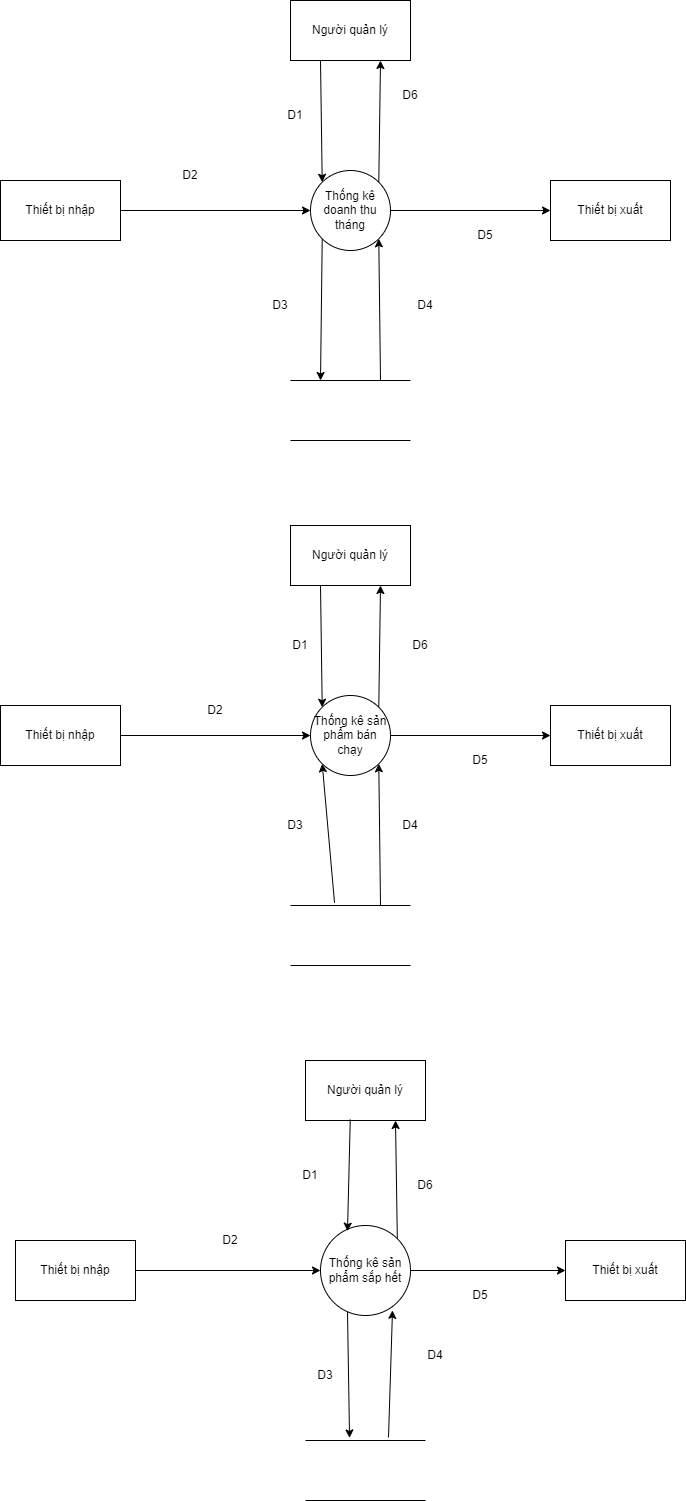 Người quản lý
D1
D6
D2
Thiết bị nhập
Thống kê
doanh thu
tháng
Thiết bị xuất
D5
D3
D4
Người quản lý
D1
D6
D2
Thiết bị nhập
Thống kê sản
phẩm bán
chạy
Thiết bị xuất
D5
D3
D4
Người quản lý
D1
D6
D2
Thiết bị nhập
Thống kê sản
phẩm sắp hết
Thiết bị xuất
D5
D4
D3